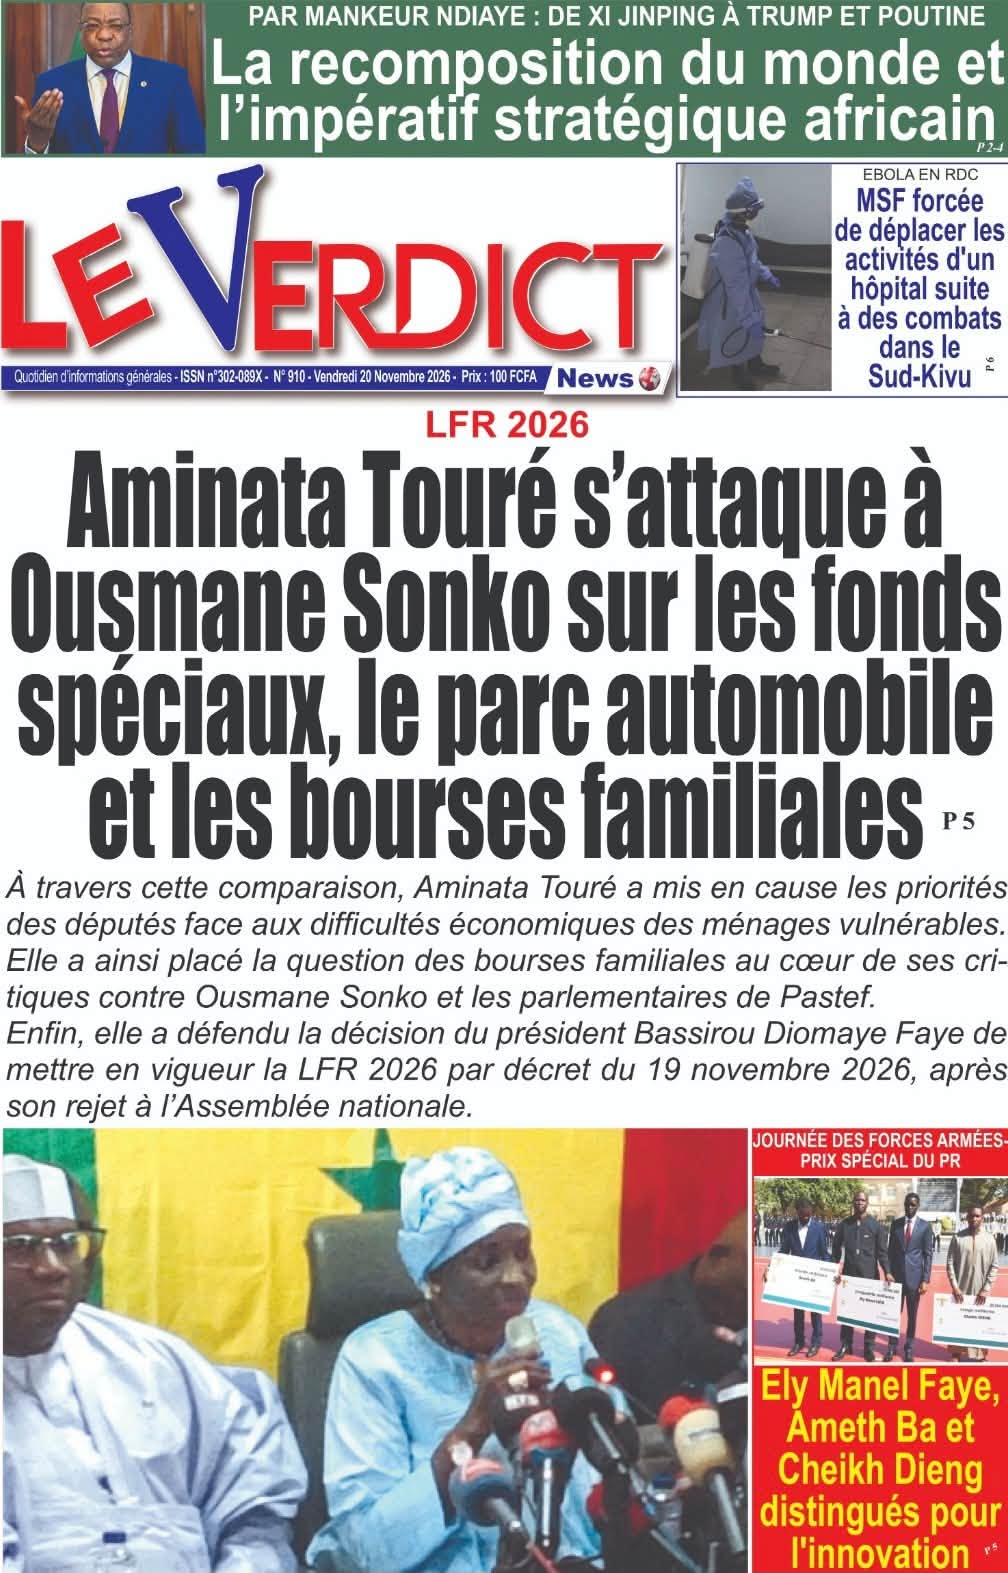 PAR MANKEUR NDIAYE : DE XI JINPING À TRUMP ET POUTINE
La recomposition du monde et
l’impératif stratégique africain
P 2-4
LE VERDICT
Quotidien d’informations générales - ISSN n°302-089X - N° 910 - Vendredi 20 Novembre 2026 - Prix : 100 FCFA
News
EBOLA EN RDC
MSF forcée
de déplacer les
activités d'un
hôpital suite
à des combats
dans le
Sud-Kivu
P 6
LFR 2026
Aminata Touré s’attaque à
Ousmane Sonko sur les fonds
spéciaux, le parc automobile
et les bourses familiales
P 5
À travers cette comparaison, Aminata Touré a mis en cause les priorités
des députés face aux difficultés économiques des ménages vulnérables.
Elle a ainsi placé la question des bourses familiales au cœur de ses cri-
tiques contre Ousmane Sonko et les parlementaires de Pastef.
Enfin, elle a défendu la décision du président Bassirou Diomaye Faye de
mettre en vigueur la LFR 2026 par décret du 19 novembre 2026, après
son rejet à l’Assemblée nationale.
JOURNÉE DES FORCES ARMÉES-
PRIX SPÉCIAL DU PR
Ely Manel Faye,
Ameth Ba et
Cheikh Dieng
distingués pour
l'innovation
P 5